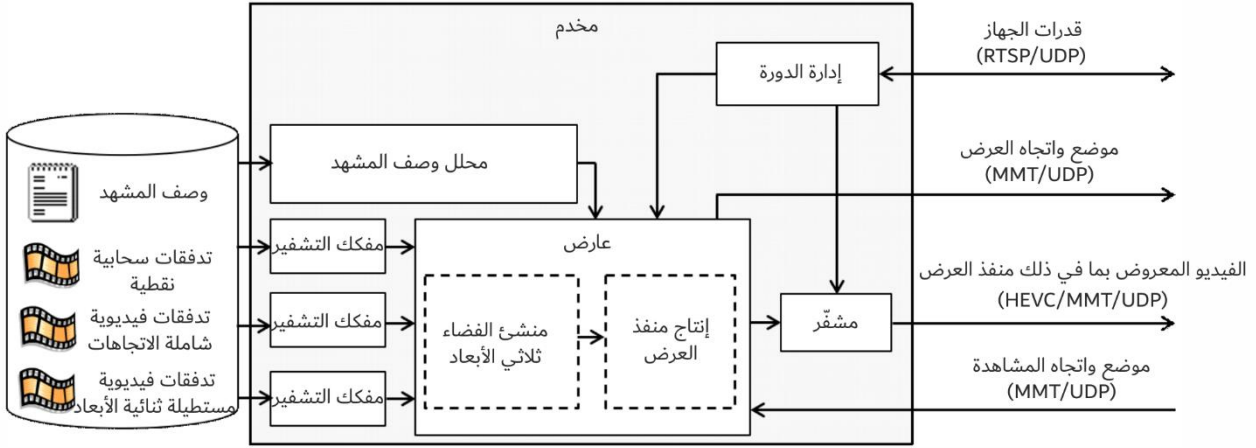 مخدم
قدرات الجهاز
(RTSP/UDP)
إدارة الدورة
موضع واتجاه العرض
(MMT/UDP)
محلل وصف المشهد
وصف المشهد
عارض
مفكك التشفير
تدفقات سحابية
نقطية
الفيديو المعروض بما في ذلك منفذ العرض
(HEVC/MMT/UDP)
منشئ الفضاء
ثلاثي الأبعاد
إنتاج منفذ
العرض
مشفّر
مفكك التشفير
تدفقات فيديوية
شاملة الاتجاهات
موضع واتجاه المشاهدة
(MMT/UDP)
مفكك التشفير
تدفقات فيديوية
مستطيلة ثنائية الأبعاد